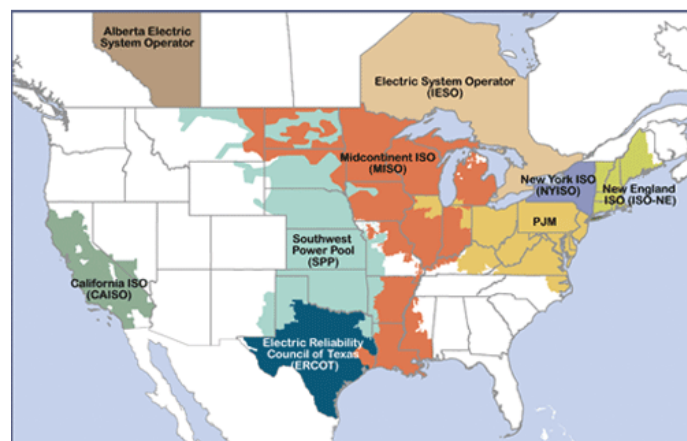 Alberta Electric
System Operator
Electric System Operator
(IESO)
Midcontinent ISO
(MISO)
New York ISO
(NYISO)
New England
ISO (ISO-NE)
PJM
Southwest
Power Pool
(SPP)
California ISO
(CAISO)
Electric Reliability
Council of Texas
(ERCOT)